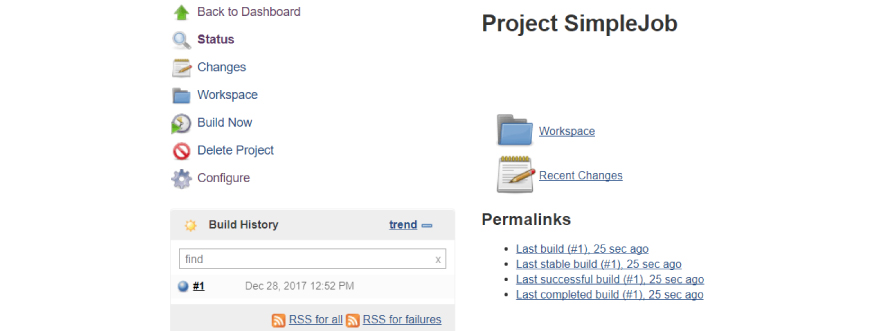 Back to Dashboard
Status
Changes
Workspace
Build Now
Delete Project
Configure
Build History trend
find x
#1 Dec 28, 2017 12:52 PM
RSS for all RSS for failures
Project SimpleJob
Workspace
Recent Changes
Permalinks
Last build (#1), 25 sec ago
Last stable build (#1), 25 sec ago
Last successful build (#1), 25 sec ago
Last completed build (#1), 25 sec ago